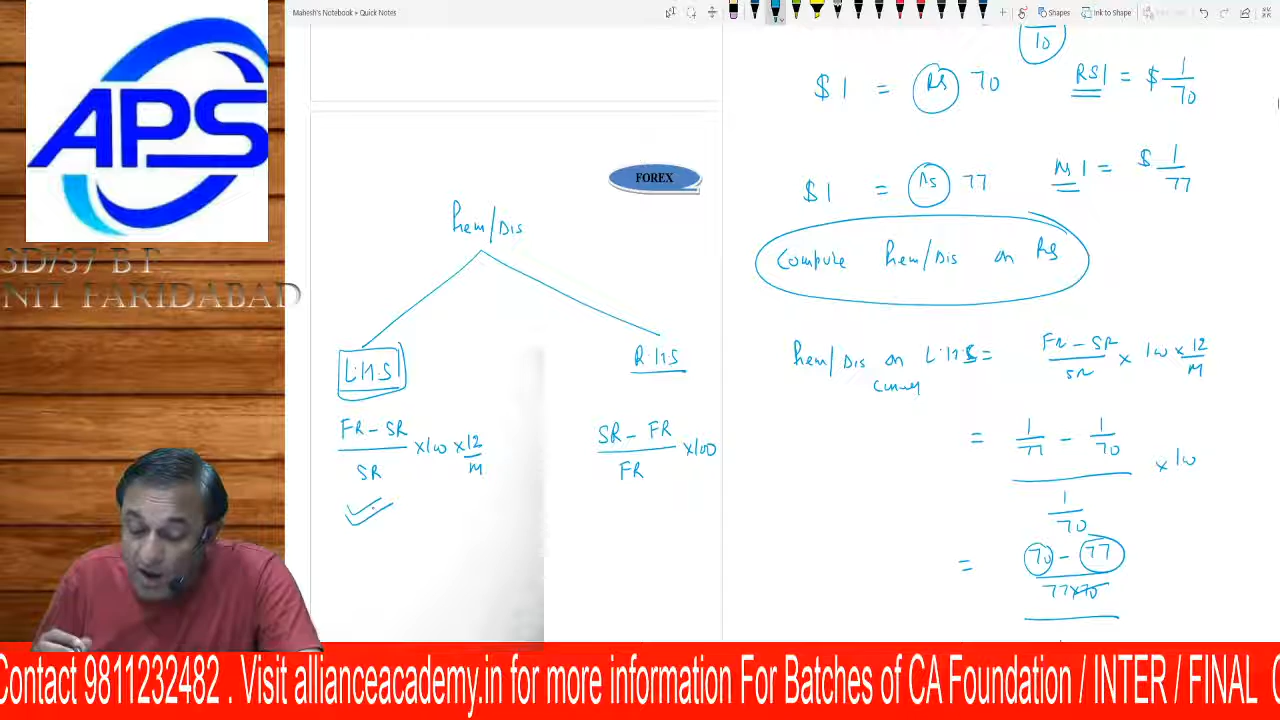 Mahesh's Notebook » Quick Notes
Shapes
Ink to Shape
APS
3D/37 B.P.
NIT FARIDABAD
FOREX
Prem/Dis
L.H.S
R.H.S
FR - SR / SR × 100 × 12/M
SR - FR / FR × 100
10
$1 = Rs 70 RS1 = $ 1/70
$1 = Rs 77 Rs 1 = $ 1/77
Compute Prem/Dis on Rs
Prem/Dis on L.H.S = FR - SR / SR × 100 × 12/M
Curency
= 1/77 - 1/70
× 100
1/70
= 70 - 77
77×70
Contact 9811232482 . Visit allianceacademy.in for more information For Batches of CA Foundation / INTER / FINAL